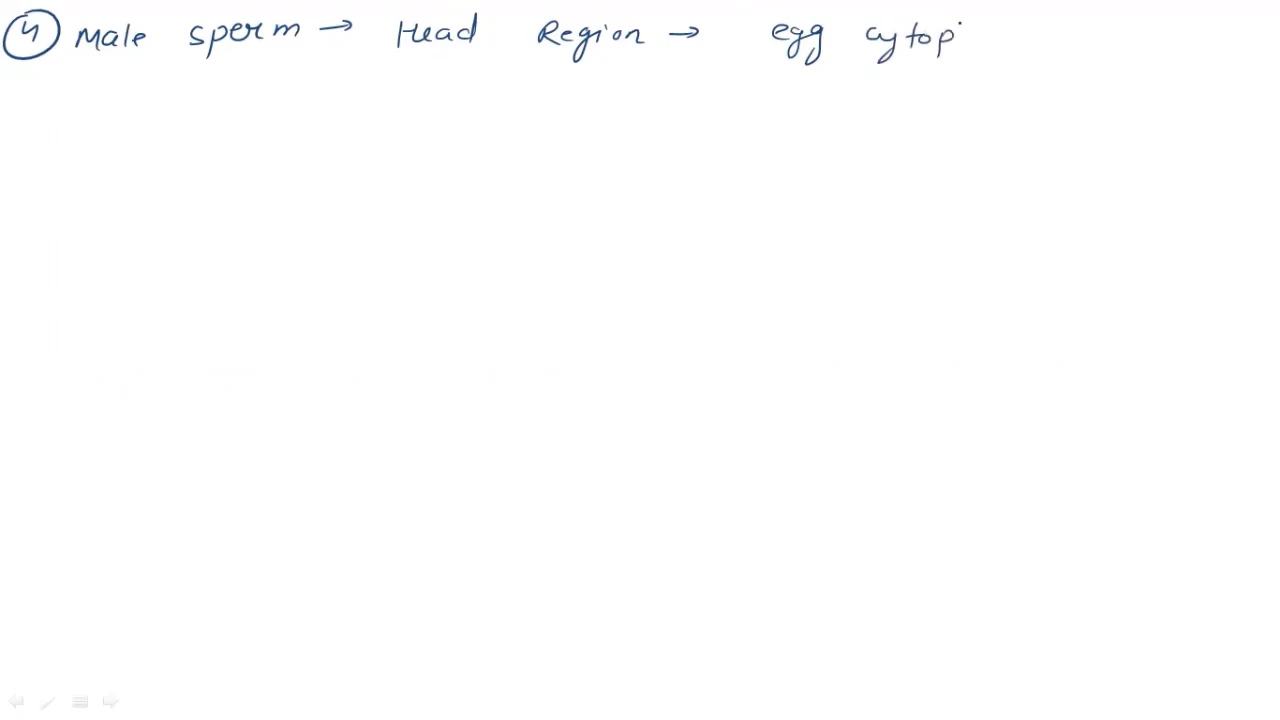 ④ Male sperm → Head Region → egg cytop